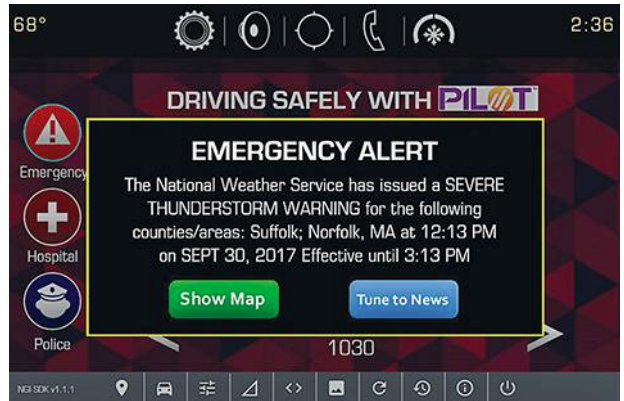 68°
2:36
DRIVING SAFELY WITH PILOT
EMERGENCY ALERT
The National Weather Service has issued a SEVERE
THUNDERSTORM WARNING for the following
counties/areas: Suffolk; Norfolk, MA at 12:13 PM
on SEPT 30, 2017 Effective until 3:13 PM
Show Map
Tune to News
Emergency
Hospital
Police
1030
NGI-SDK v1.1.1